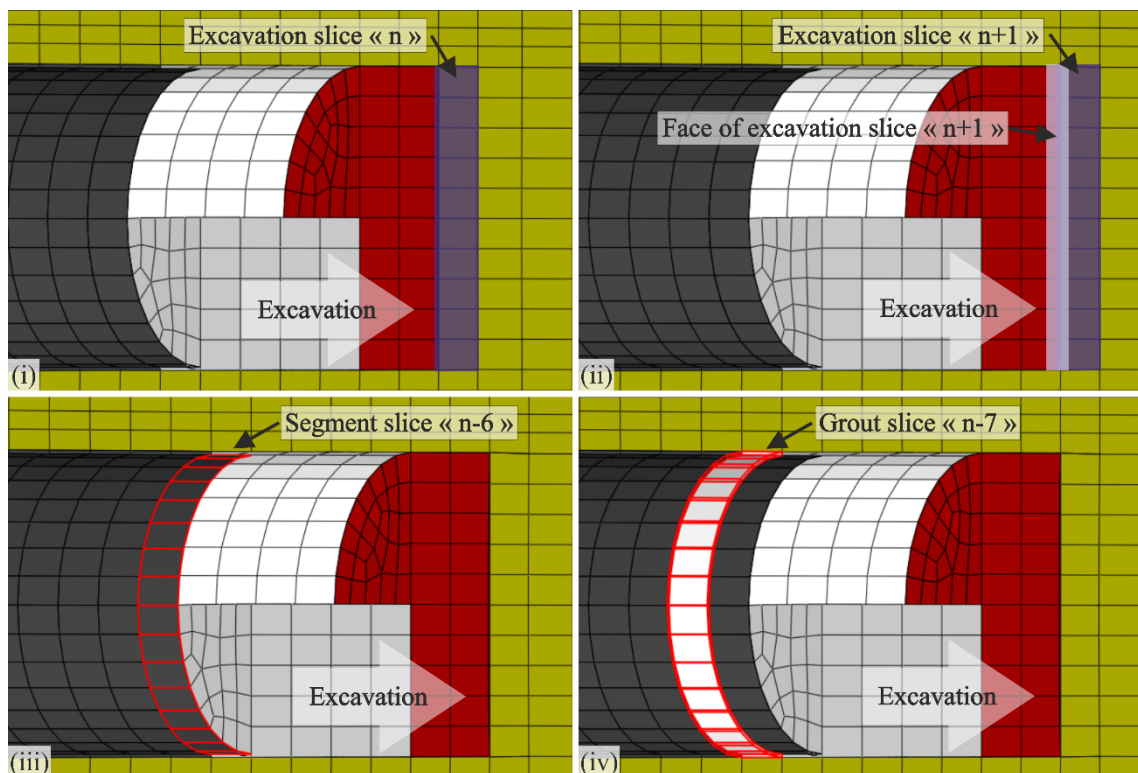 Excavation slice « n »
Excavation
(i)
Excavation slice « n+1 »
Face of excavation slice « n+1 »
Excavation
(ii)
Segment slice « n-6 »
Excavation
(iii)
Grout slice « n-7 »
Excavation
(iv)